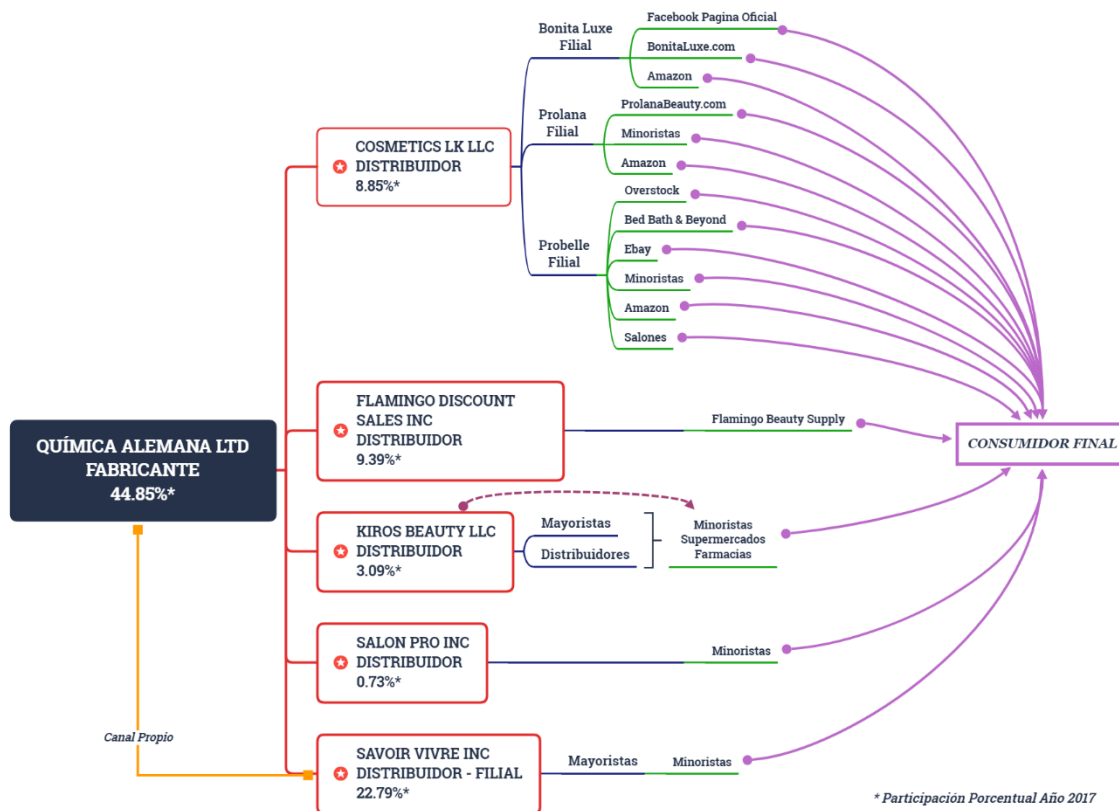 QUÍMICA ALEMANA LTD
FABRICANTE
44.85%*
Canal Propio
COSMETICS LK LLC
DISTRIBUIDOR
8.85%*
Bonita Luxe
Filial
Facebook Pagina Oficial
BonitaLuxe.com
Amazon
Prolana
Filial
ProlanaBeauty.com
Minoristas
Amazon
Probelle
Filial
Overstock
Bed Bath & Beyond
Ebay
Minoristas
Amazon
Salones
FLAMINGO DISCOUNT
SALES INC
DISTRIBUIDOR
9.39%*
Flamingo Beauty Supply
KIROS BEAUTY LLC
DISTRIBUIDOR
3.09%*
Mayoristas
Distribuidores
Minoristas
Supermercados
Farmacias
SALON PRO INC
DISTRIBUIDOR
0.73%*
Minoristas
SAVOIR VIVRE INC
DISTRIBUIDOR - FILIAL
22.79%*
Mayoristas
Minoristas
CONSUMIDOR FINAL
* Participación Porcentual Año 2017